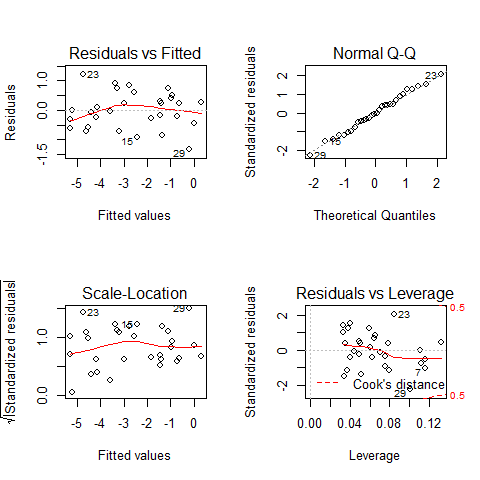 Residuals vs Fitted
Residuals
1.0
0.0
-1.5
23
15
29
-5 -4 -3 -2 -1 0
Fitted values
Normal Q-Q
Standardized residuals
2
1
0
-2
23
15
29
-2 -1 0 1 2
Theoretical Quantiles
Scale-Location
√|Standardized residuals|
1.0
0.0
23
15
29
-5 -4 -3 -2 -1 0
Fitted values
Residuals vs Leverage
Standardized residuals
2
1
0
-2
23
7
29
0.5
0.5
Cook's distance
0.00 0.04 0.08 0.12
Leverage